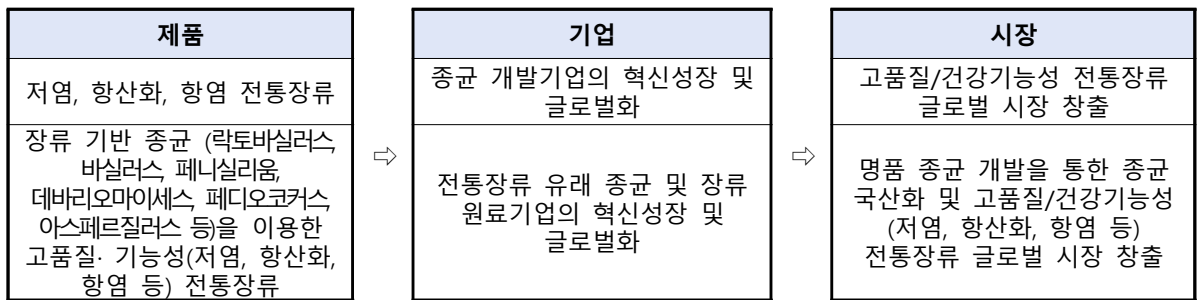 제품
저염, 항산화, 항염 전통장류
장류 기반 종균 (락토바실러스,
바실러스, 페니실리움,
데바리오마이세스, 페디오코커스,
아스페르질러스 등)을 이용한
고품질· 기능성(저염, 항산화,
항염 등) 전통장류
⇨
기업
종균 개발기업의 혁신성장 및
글로벌화
전통장류 유래 종균 및 장류
원료기업의 혁신성장 및
글로벌화
⇨
시장
고품질/건강기능성 전통장류
글로벌 시장 창출
명품 종균 개발을 통한 종균
국산화 및 고품질/건강기능성
(저염, 항산화, 항염 등)
전통장류 글로벌 시장 창출